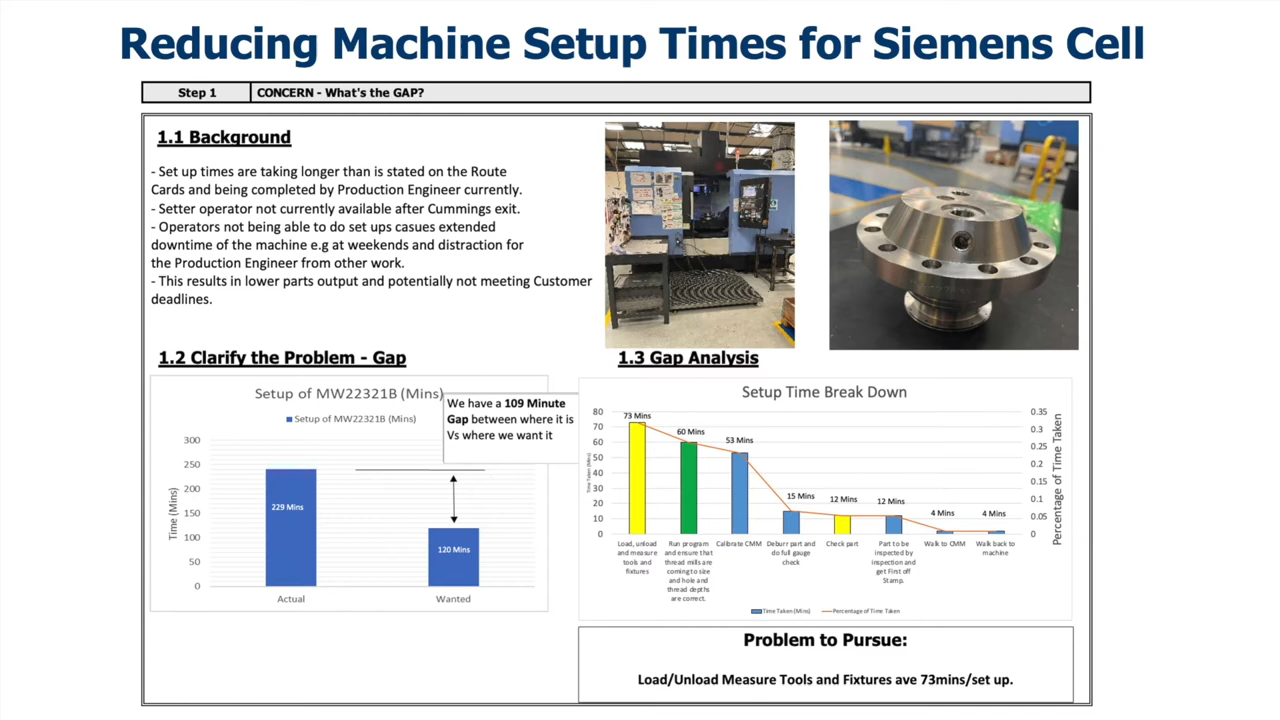 Reducing Machine Setup Times for Siemens Cell
Step 1
CONCERN - What's the GAP?
1.1 Background
- Set up times are taking longer than is stated on the Route
Cards and being completed by Production Engineer currently.
- Setter operator not currently available after Cummings exit.
- Operators not being able to do set ups casues extended
downtime of the machine e.g at weekends and distraction for
the Production Engineer from other work.
- This results in lower parts output and potentially not meeting Customer
deadlines.
1.2 Clarify the Problem - Gap
Setup of MW22321B (Mins)
Setup of MW22321B (Mins)
We have a 109 Minute
Gap between where it is
Vs where we want it
Time (Mins)
300
250
200
150
100
50
0
229 Mins
120 Mins
Actual
Wanted
1.3 Gap Analysis
Setup Time Break Down
Time Taken (Mins)
80
70
60
50
40
30
20
10
0
73 Mins
60 Mins
53 Mins
15 Mins
12 Mins
12 Mins
4 Mins
4 Mins
0.35
0.3
0.25
0.2
0.15
0.1
0.05
0
Percentage of Time Taken
Load, unload
and measure
tools and
fixtures
Run program
and ensure that
thread mills are
coming to size
and hole and
thread depths
are correct.
Calibrate CMM
Deburr part and
do full gauge
check
Check part
Part to be
inspected by
inspection and
get First off
Stamp.
Walk to CMM
Walk back to
machine
Time Taken (Mins)
Percentage of Time Taken
Problem to Pursue:
Load/Unload Measure Tools and Fixtures ave 73mins/set up.